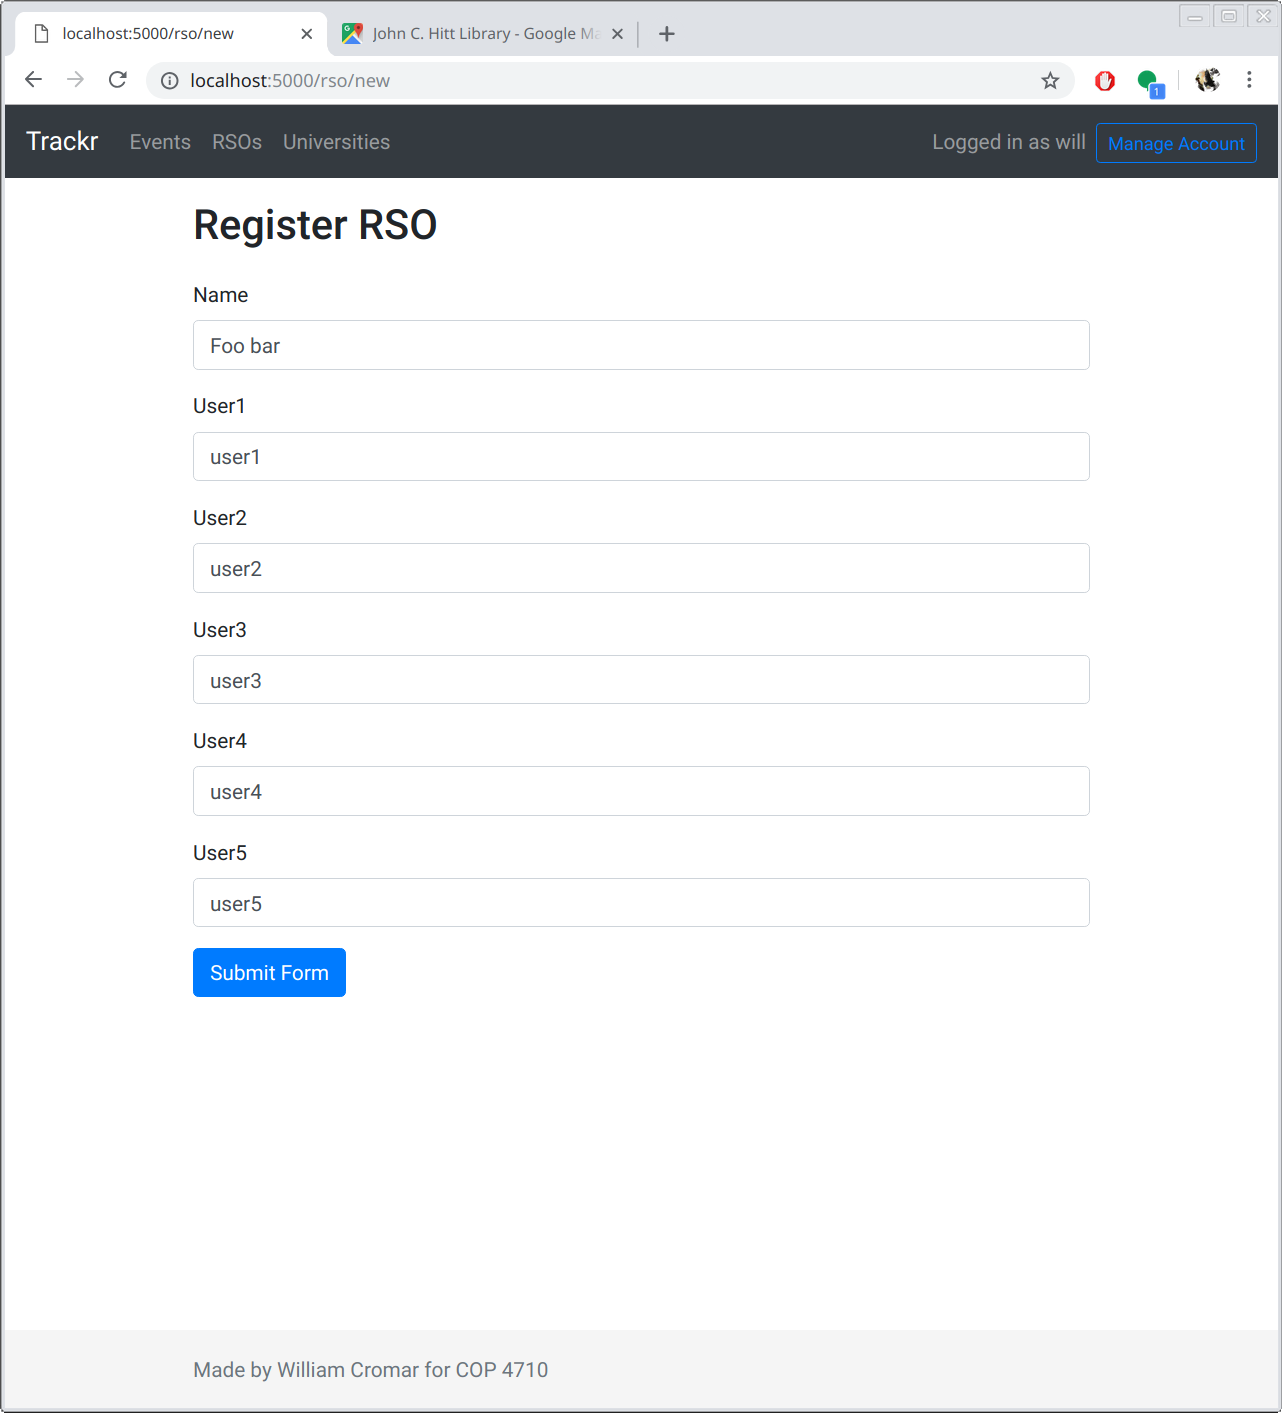 localhost:5000/rso/new
John C. Hitt Library - Google Ma
localhost:5000/rso/new
1
Trackr Events RSOs Universities Logged in as will Manage Account
Register RSO
Name
Foo bar
User1
user1
User2
user2
User3
user3
User4
user4
User5
user5
Submit Form
Made by William Cromar for COP 4710